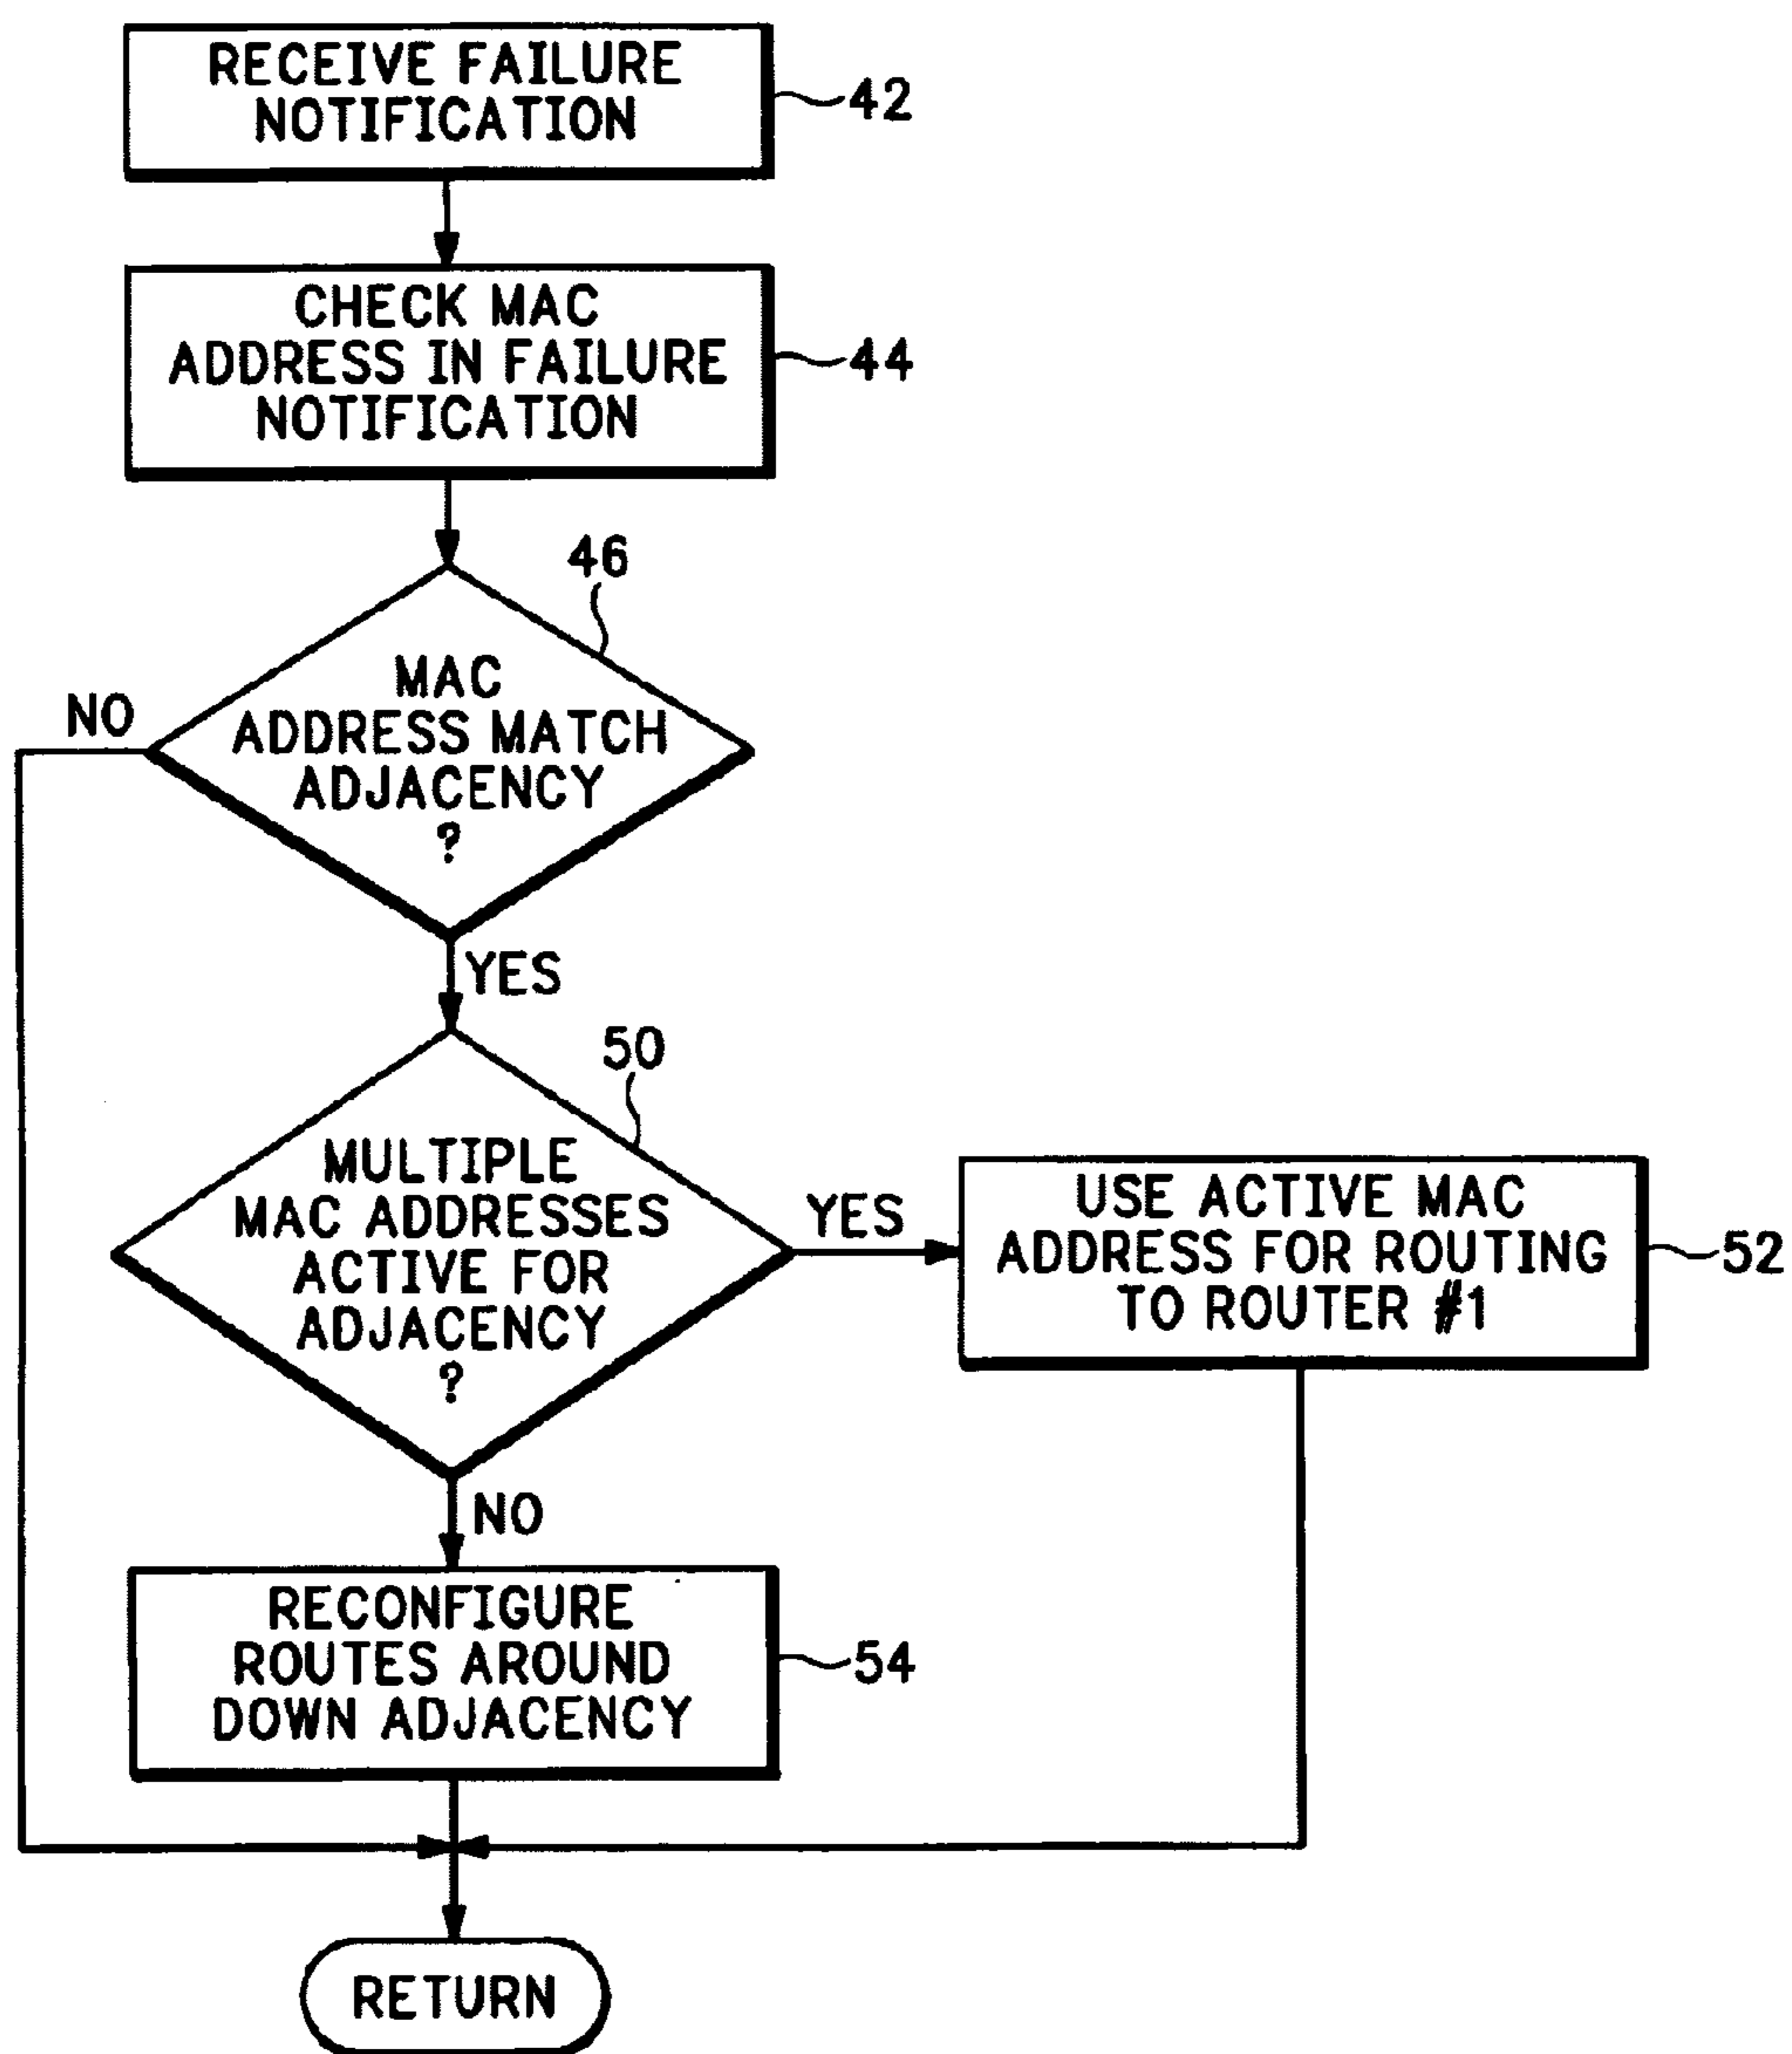 RECEIVE FAILURE
NOTIFICATION
42
CHECK MAC
ADDRESS IN FAILURE
NOTIFICATION
44
46
MAC
ADDRESS MATCH
ADJACENCY
?
NO
YES
50
MULTIPLE
MAC ADDRESSES
ACTIVE FOR
ADJACENCY
?
YES
USE ACTIVE MAC
ADDRESS FOR ROUTING
TO ROUTER #1
52
NO
RECONFIGURE
ROUTES AROUND
DOWN ADJACENCY
54
RETURN